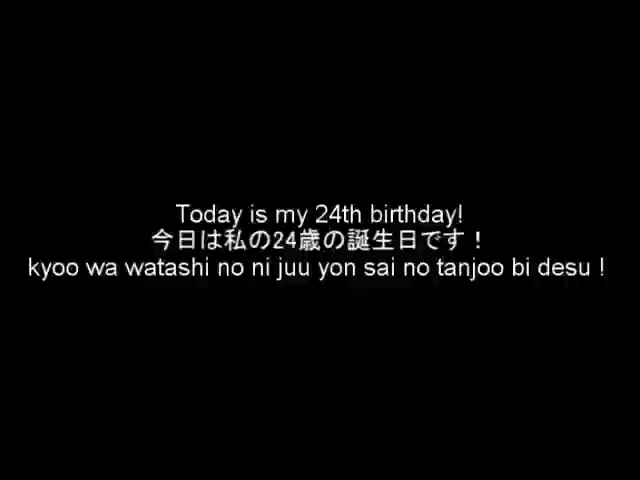 Today is my 24th birthday!
今日は私の24歳の誕生日です！
kyoo wa watashi no ni juu yon sai no tanjoo bi desu !